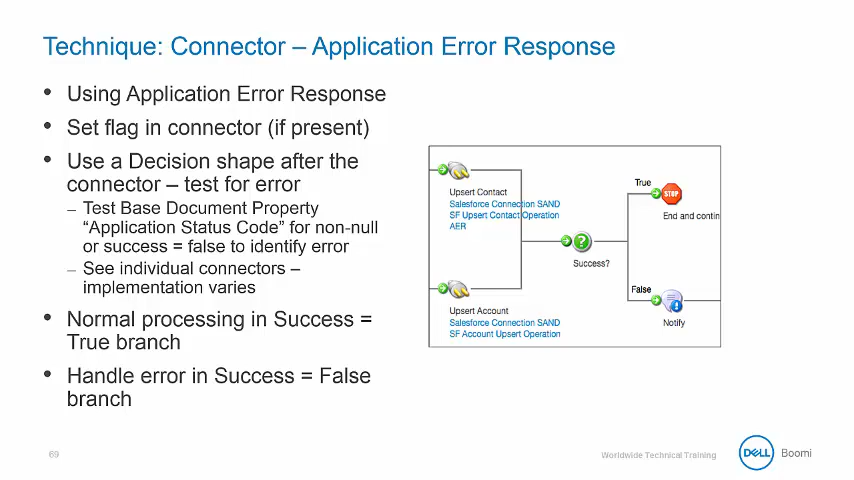 Technique: Connector – Application Error Response
• Using Application Error Response
• Set flag in connector (if present)
• Use a Decision shape after the
connector – test for error
– Test Base Document Property
“Application Status Code” for non-null
or success = false to identify error
– See individual connectors –
implementation varies
• Normal processing in Success =
True branch
• Handle error in Success = False
branch
Upsert Contact
Salesforce Connection SAND
SF Upsert Contact Operation
AER
Upsert Account
Salesforce Connection SAND
SF Account Upsert Operation
Success?
True
STOP
End and contin
False
Notify
69
Worldwide Technical Training
DELL
Boomi